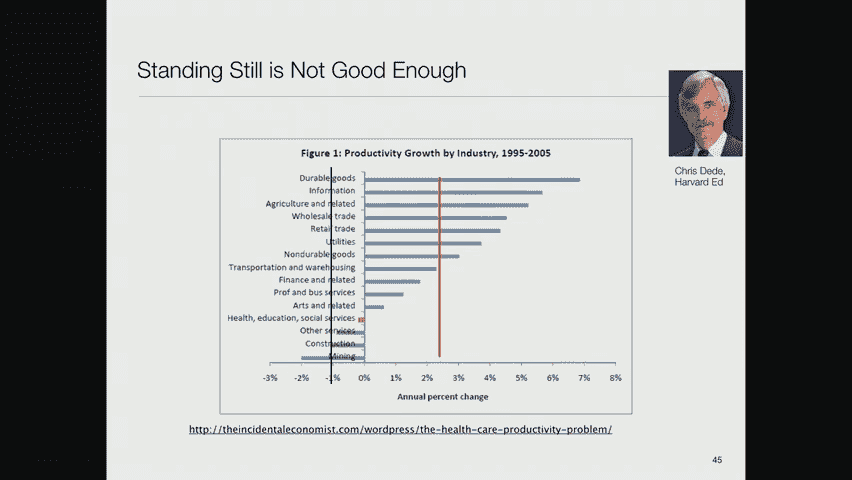 Standing Still is Not Good Enough
Chris Dede,
Harvard Ed
Figure 1: Productivity Growth by Industry, 1995-2005
Durable goods
Information
Agriculture and related
Wholesale trade
Retail trade
Utilities
Nondurable goods
Transportation and warehousing
Finance and related
Prof and bus services
Arts and related
Health, education, social services
Other services
Construction
Mining
-3% -2% -1% 0% 1% 2% 3% 4% 5% 6% 7% 8%
Annual percent change
http://theincidentaleconomist.com/wordpress/the-health-care-productivity-problem/
45